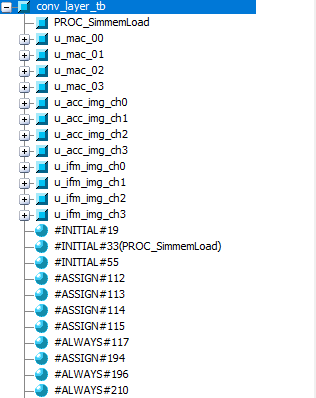 conv_layer_tb
PROC_SimmemLoad
u_mac_00
u_mac_01
u_mac_02
u_mac_03
u_acc_img_ch0
u_acc_img_ch1
u_acc_img_ch2
u_acc_img_ch3
u_ifm_img_ch0
u_ifm_img_ch1
u_ifm_img_ch2
u_ifm_img_ch3
#INITIAL#19
#INITIAL#33(PROC_SimmemLoad)
#INITIAL#55
#ASSIGN#112
#ASSIGN#113
#ASSIGN#114
#ASSIGN#115
#ALWAYS#117
#ASSIGN#194
#ALWAYS#196
#ALWAYS#210